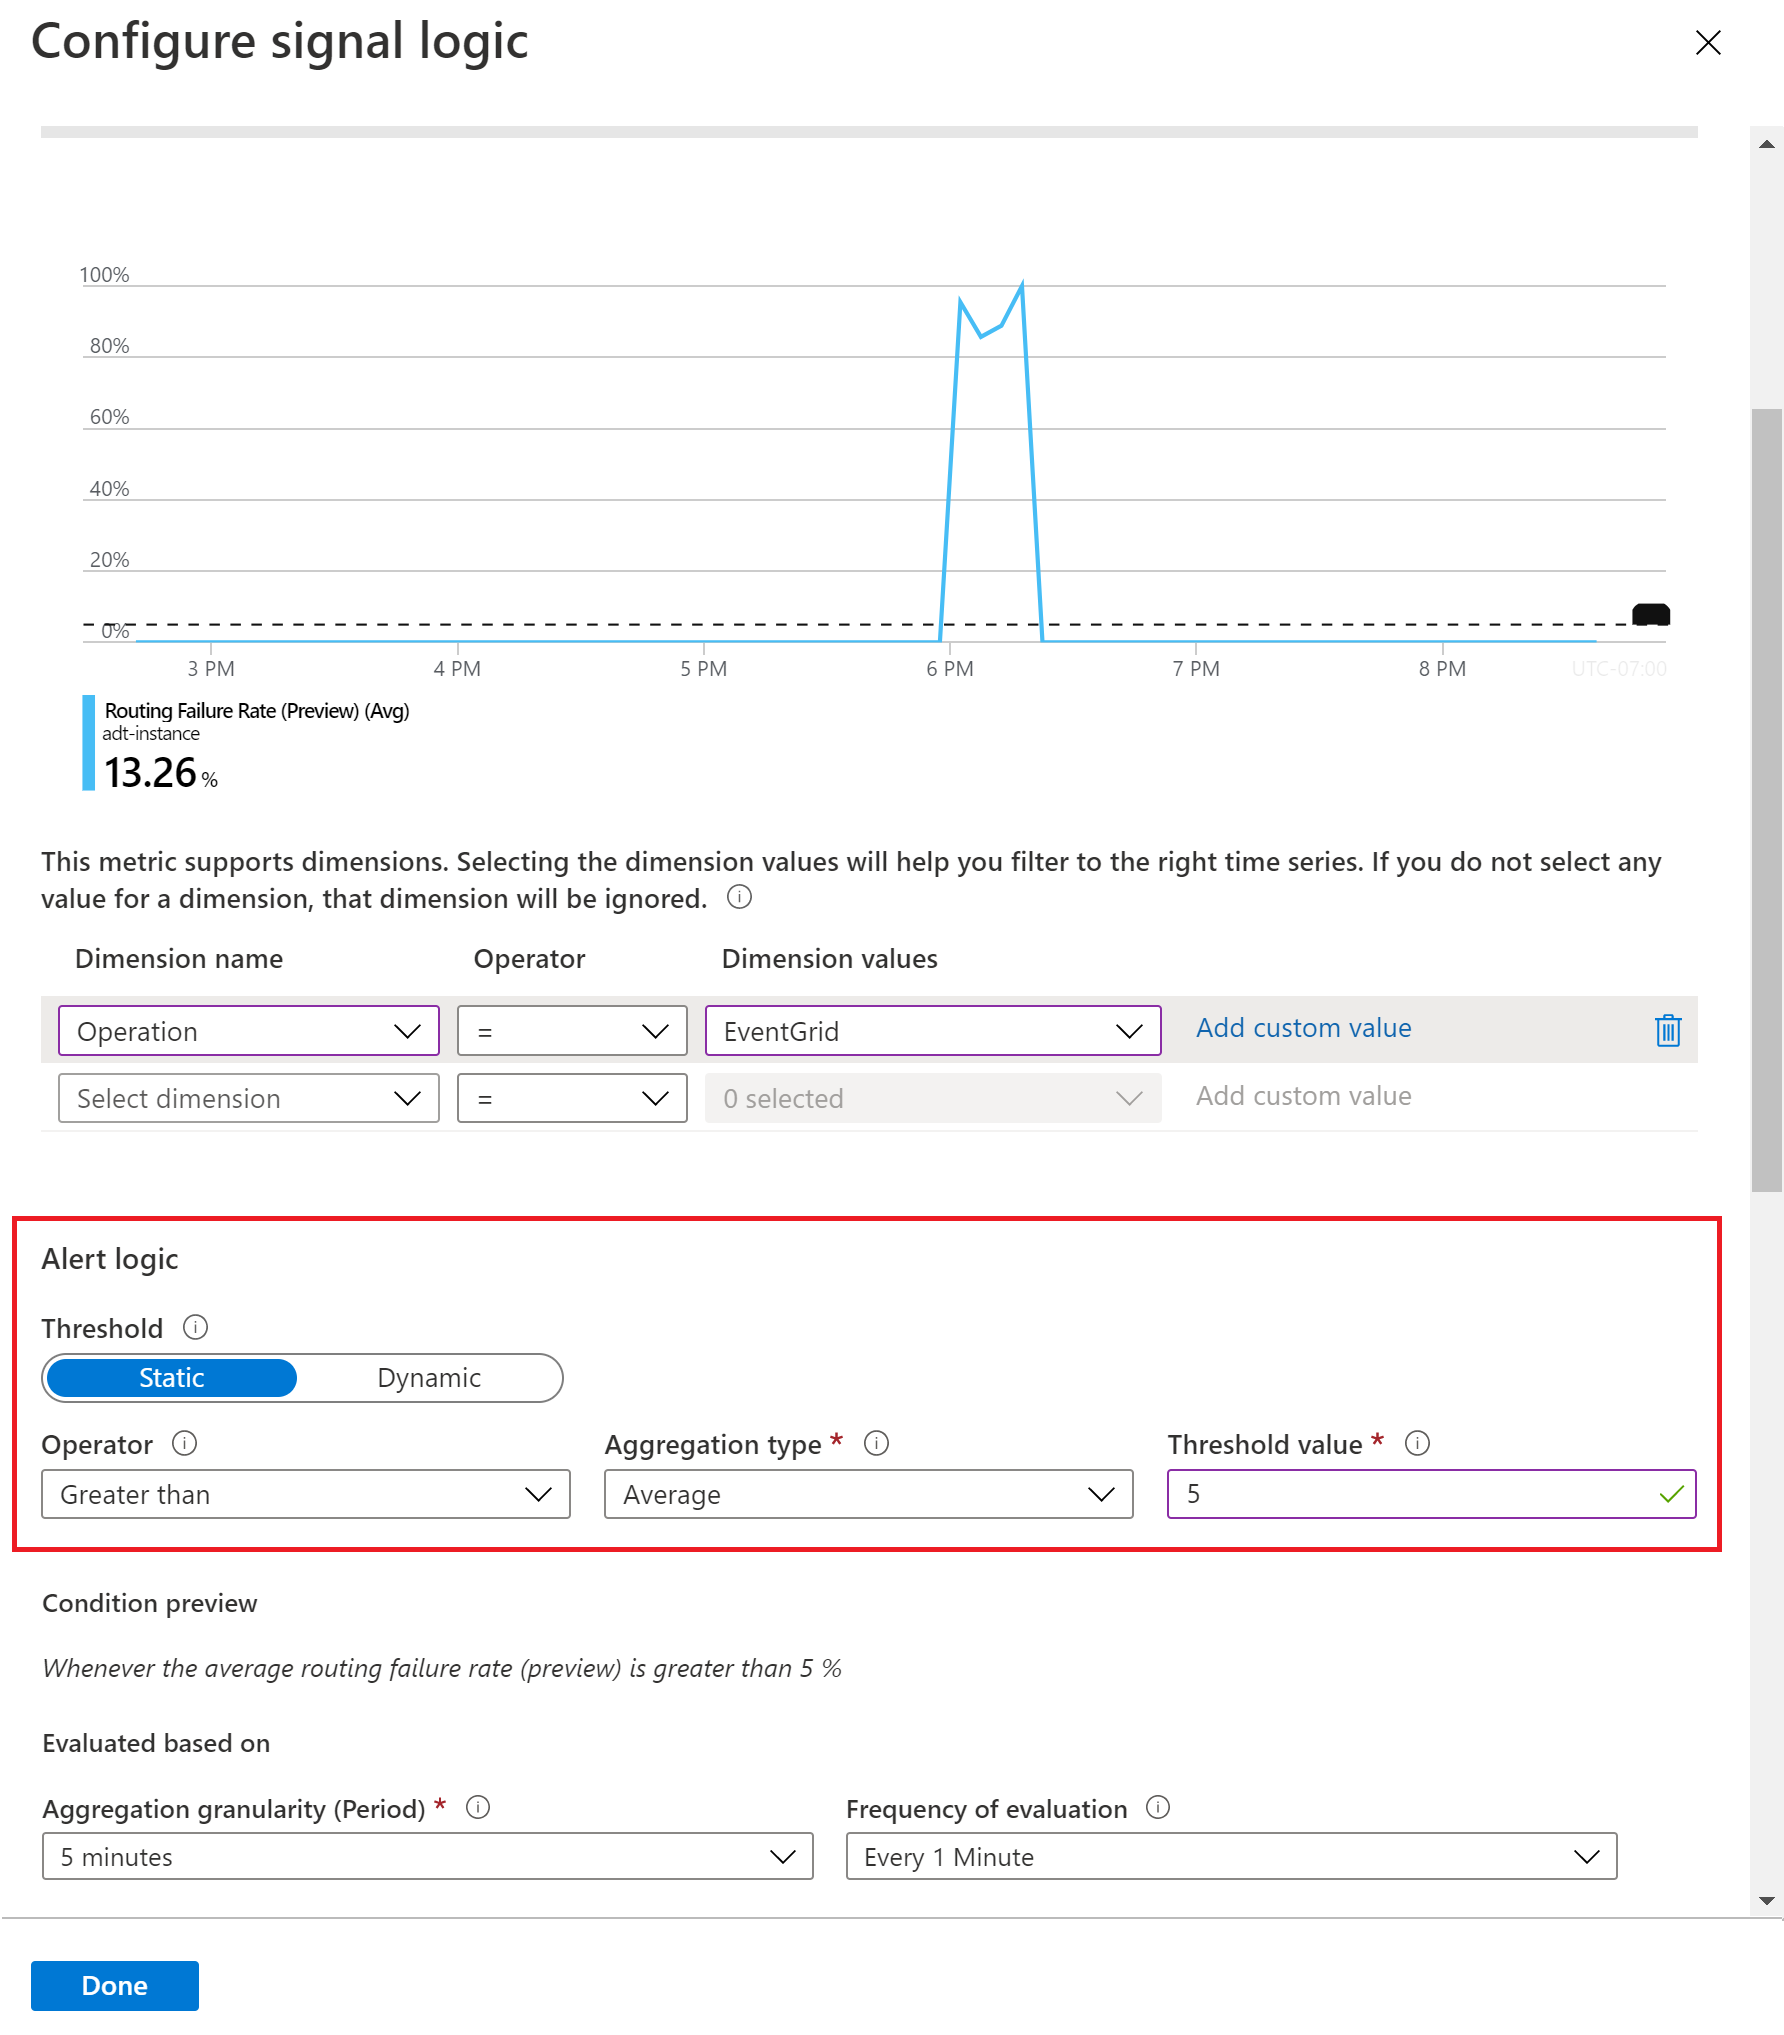 Configure signal logic
100%
80%
60%
40%
20%
0%
3 PM 4 PM 5 PM 6 PM 7 PM 8 PM UTC-07:00
Routing Failure Rate (Preview) (Avg)
adt-instance
13.26 %
This metric supports dimensions. Selecting the dimension values will help you filter to the right time series. If you do not select any
value for a dimension, that dimension will be ignored.
Dimension name Operator Dimension values
Operation = EventGrid Add custom value
Select dimension = 0 selected Add custom value
Alert logic
Threshold
Static Dynamic
Operator Aggregation type * Threshold value *
Greater than Average 5
Condition preview
Whenever the average routing failure rate (preview) is greater than 5 %
Evaluated based on
Aggregation granularity (Period) * Frequency of evaluation
5 minutes Every 1 Minute
Done